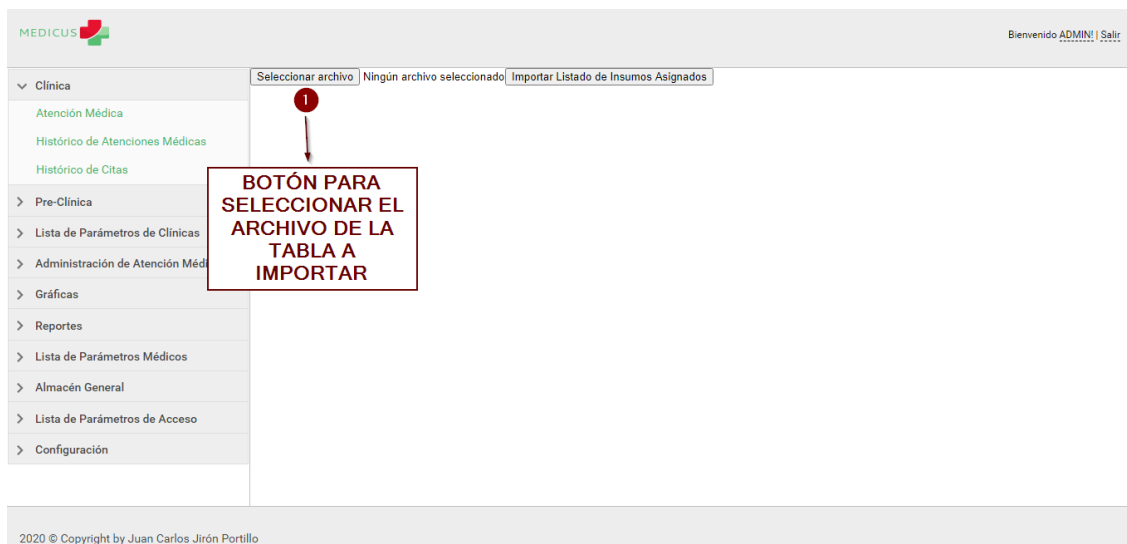 MEDICUS
Bienvenido ADMIN! | Salir
Clínica
Seleccionar archivo Ningún archivo seleccionado Importar Listado de Insumos Asignados
1
Atención Médica
Histórico de Atenciones Médicas
Histórico de Citas
BOTÓN PARA
SELECCIONAR EL
ARCHIVO DE LA
TABLA A
IMPORTAR
Pre-Clínica
Lista de Parámetros de Clínicas
Administración de Atención Médi
Gráficas
Reportes
Lista de Parámetros Médicos
Almacén General
Lista de Parámetros de Acceso
Configuración
2020 © Copyright by Juan Carlos Jirón Portillo